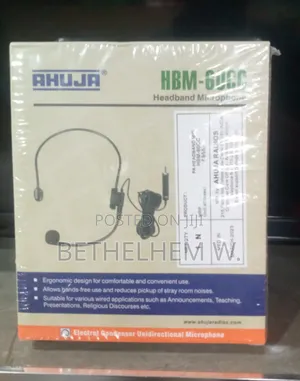 AHUJA
HBM-60CC
Headband Microphone
POSTED ON JIJI
BETHELHEM W.
Ergonomic design for comfortable and convenient use.
Allows hands-free use and reduces pickup of stray room noises.
Suitable for various wired applications such as Announcements, Teaching,
Presentations, Religious Discourses etc.
www.ahujaradios.com
Electret Condenser Unidirectional Microphone